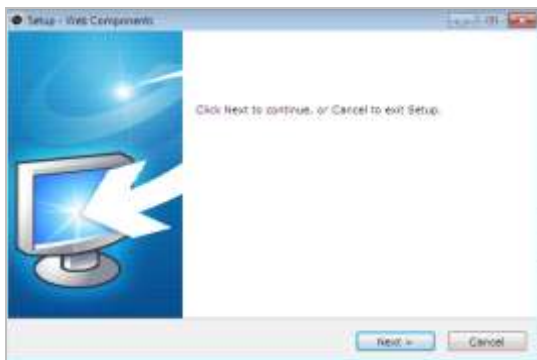 Setup - Web Components
Click Next to continue, or Cancel to exit Setup.
Next >
Cancel